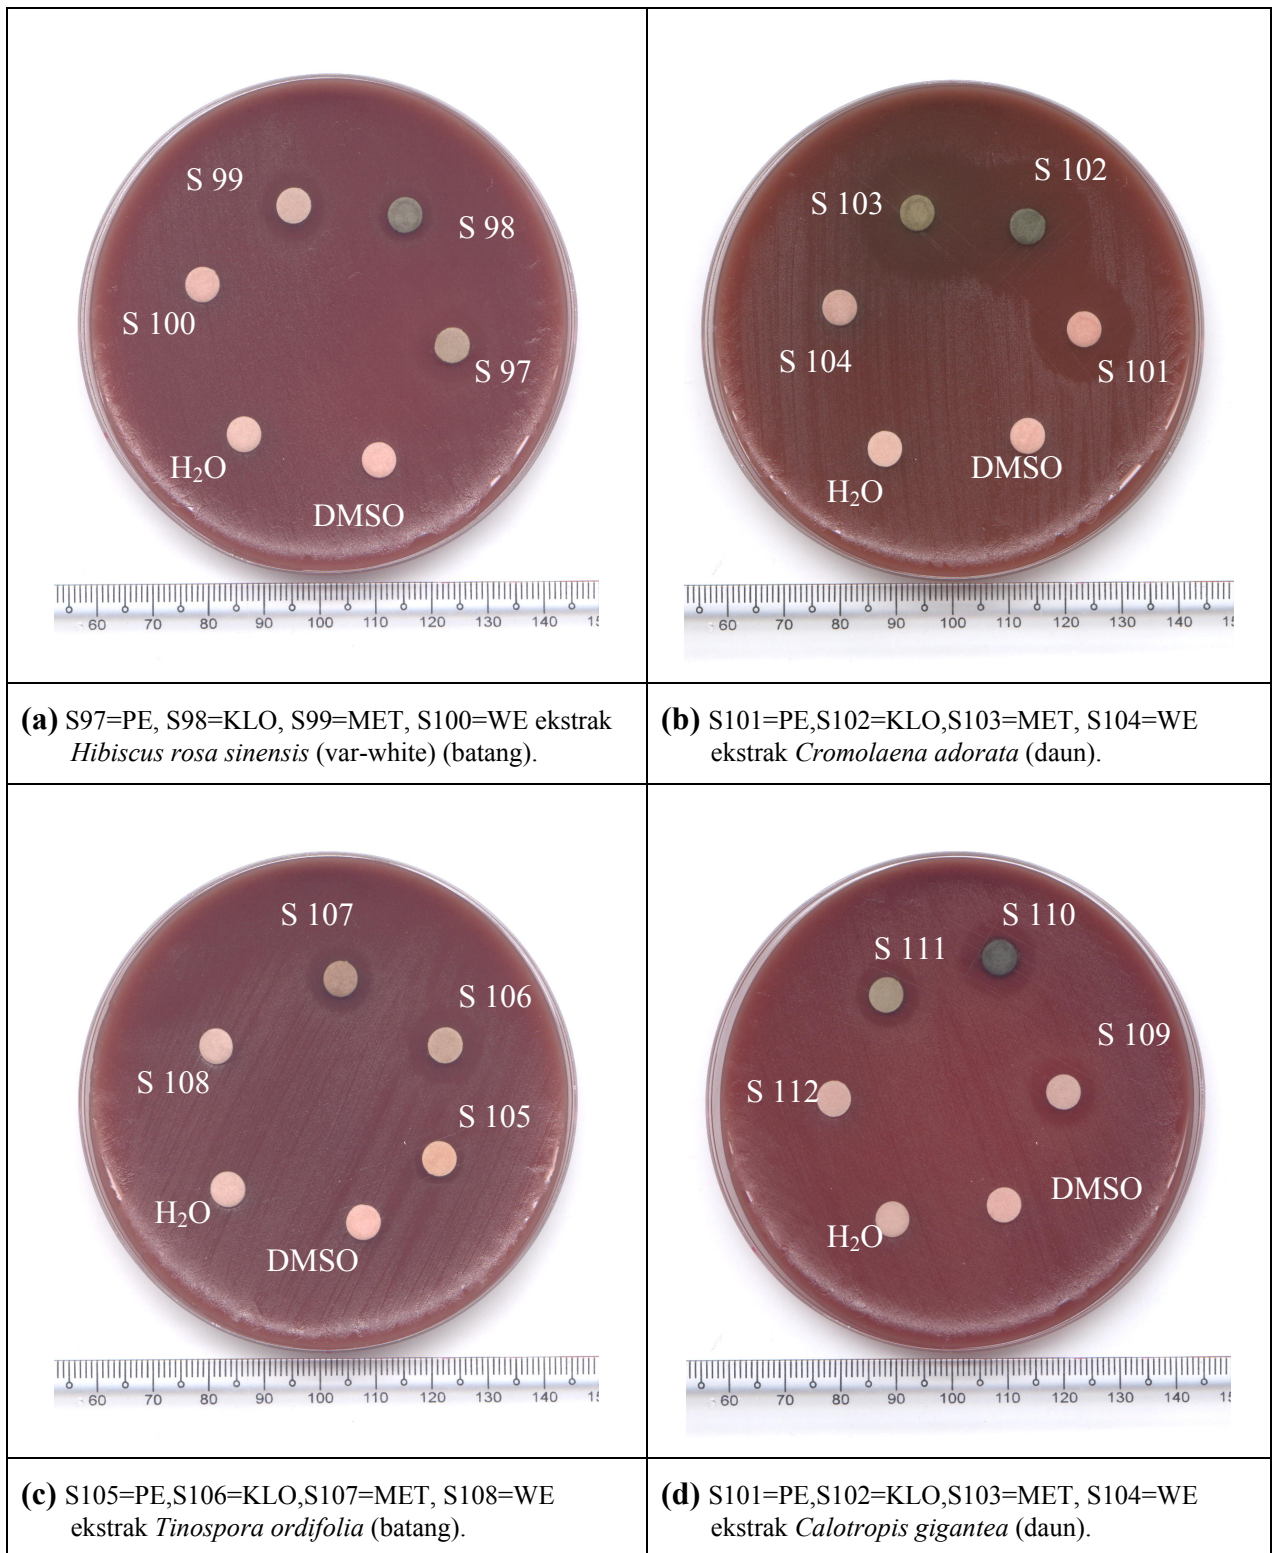 S 99
S 98
S 100
S 97
H₂O
DMSO
60 70 80 90 100 110 120 130 140 15
(a) S97=PE, S98=KLO, S99=MET, S100=WE ekstrak
Hibiscus rosa sinensis (var-white) (batang).
S 102
S 103
S 104
S 101
DMSO
H₂O
60 70 80 90 100 110 120 130 140 15
(b) S101=PE,S102=KLO,S103=MET, S104=WE
ekstrak Cromolaena adorata (daun).
S 107
S 106
S 108
S 105
H₂O
DMSO
60 70 80 90 100 110 120 130 140 15
(c) S105=PE,S106=KLO,S107=MET, S108=WE
ekstrak Tinospora ordifolia (batang).
S 110
S 111
S 109
S 112
DMSO
H₂O
60 70 80 90 100 110 120 130 140 15
(d) S101=PE,S102=KLO,S103=MET, S104=WE
ekstrak Calotropis gigantea (daun).